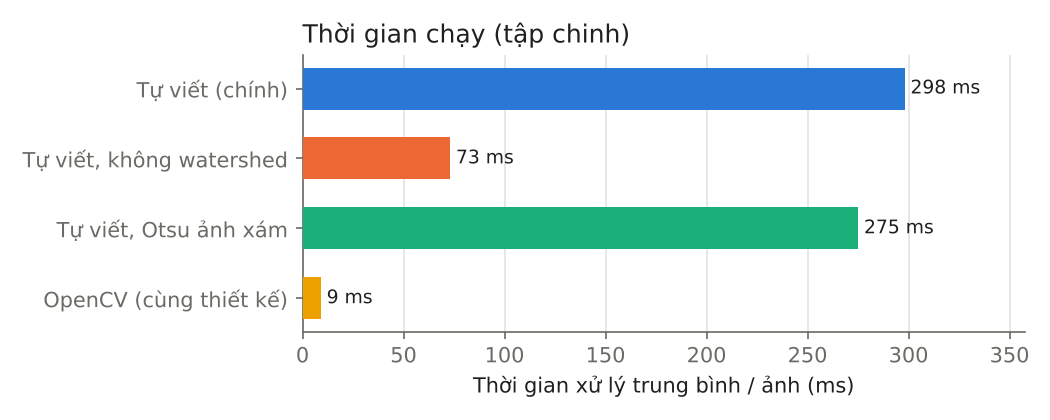 Thời gian chạy (tập chinh)
Tự viết (chính)
298 ms
Tự viết, không watershed
73 ms
Tự viết, Otsu ảnh xám
275 ms
OpenCV (cùng thiết kế)
9 ms
0 50 100 150 200 250 300 350
Thời gian xử lý trung bình / ảnh (ms)